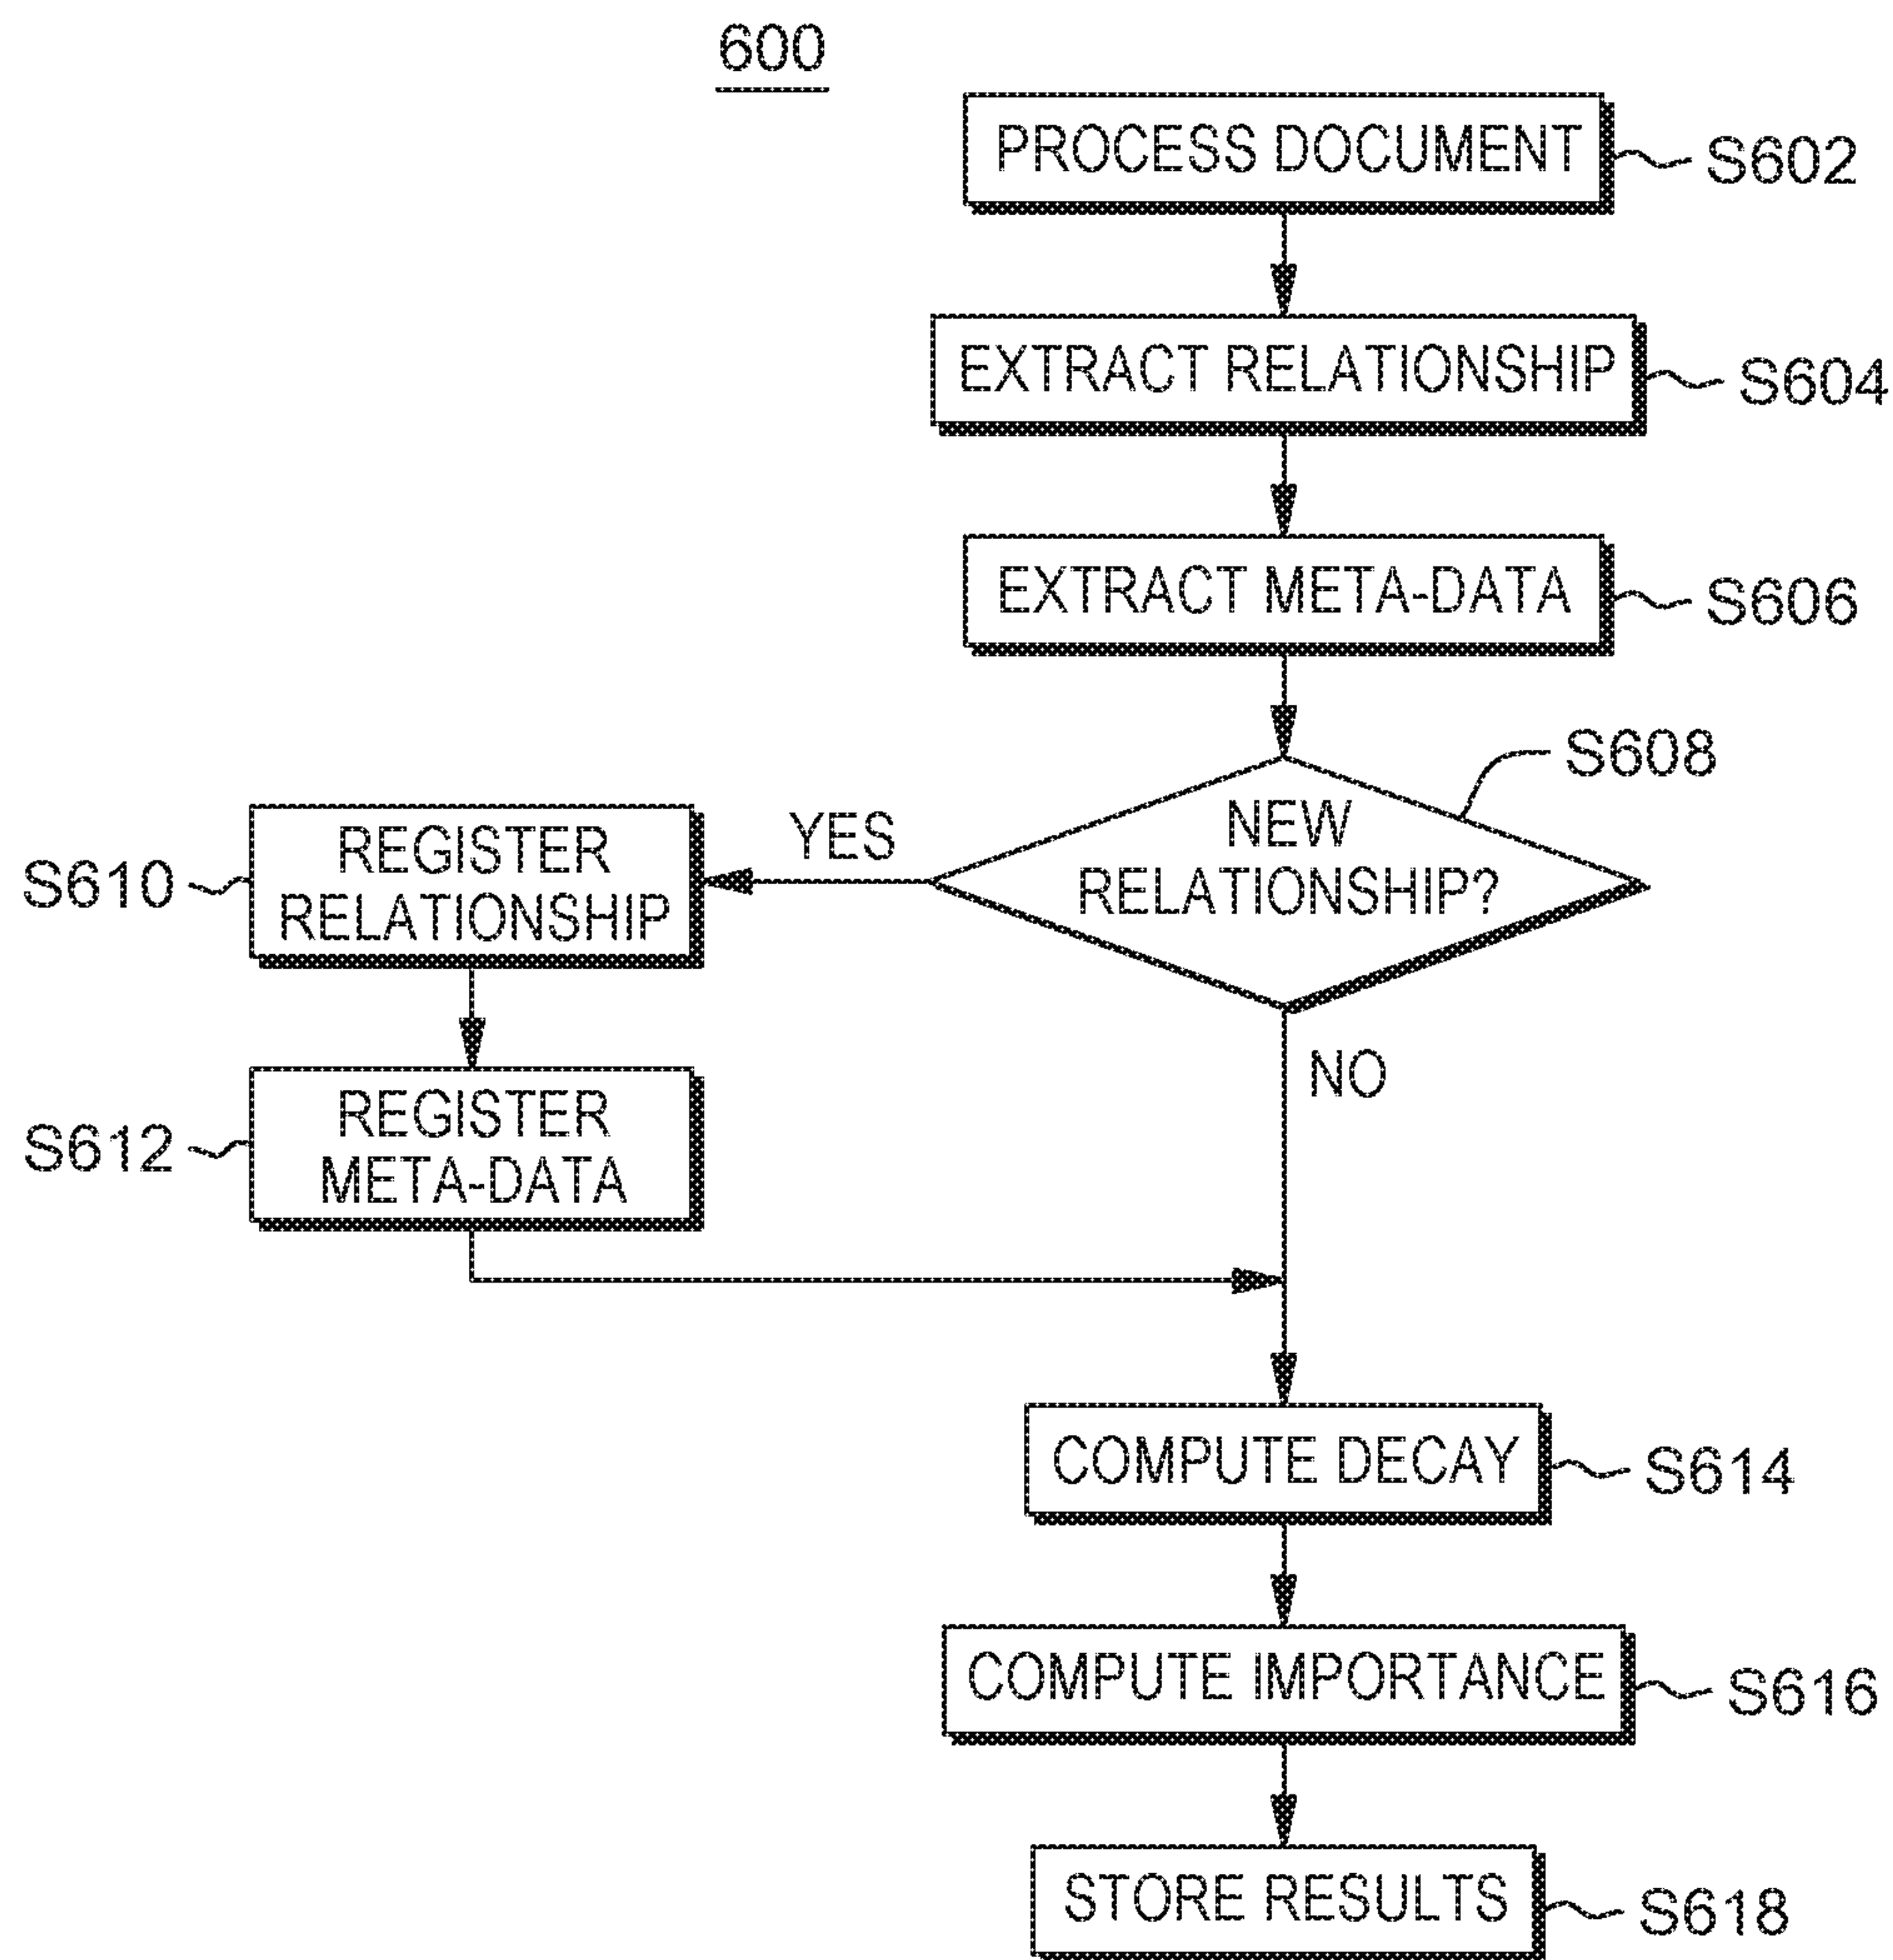 600
PROCESS DOCUMENT
S602
EXTRACT RELATIONSHIP
S604
EXTRACT META-DATA
S606
S608
NEW
RELATIONSHIP?
YES
NO
REGISTER
RELATIONSHIP
S610
REGISTER
META-DATA
S612
COMPUTE DECAY
S614
COMPUTE IMPORTANCE
S616
STORE RESULTS
S618